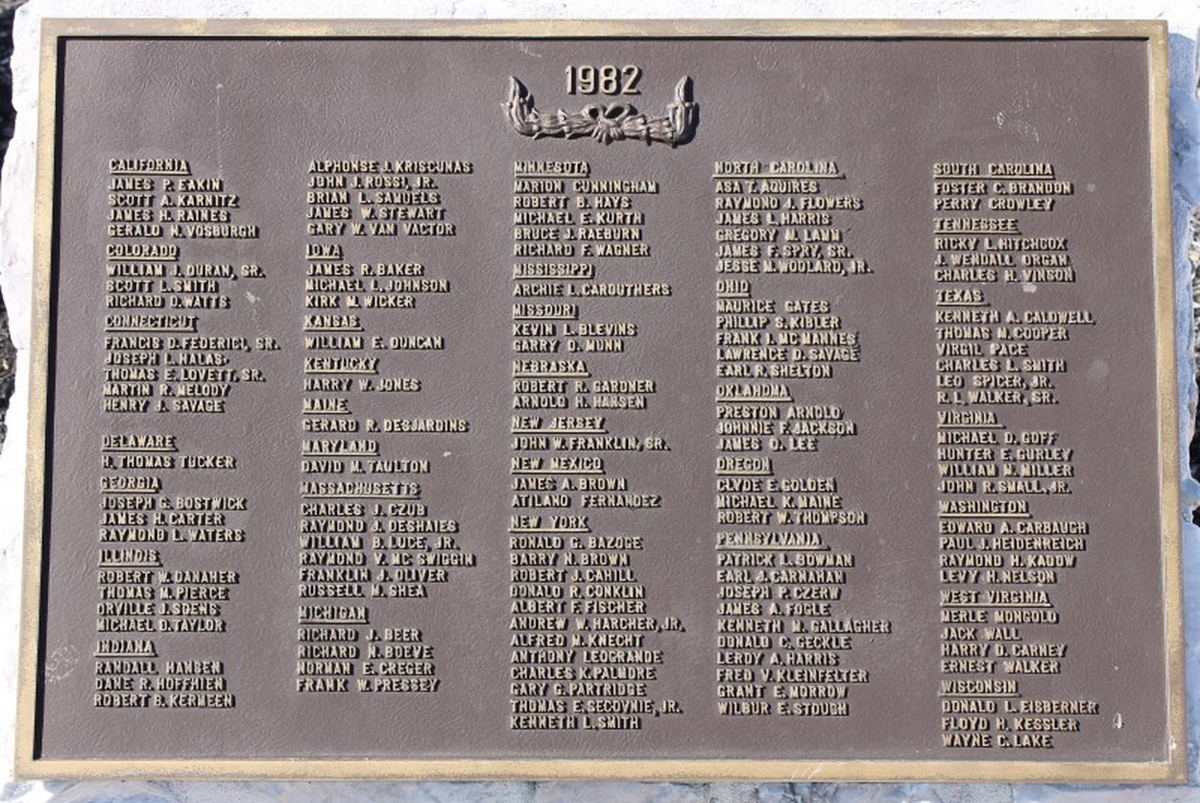 1982
CALIFORNIA
JAMES P. EAKIN
SCOTT A. KARNITZ
JAMES H. RAINES
GERALD N. VOSBURGH
COLORADO
WILLIAM J. DURAN, SR.
SCOTT L. SMITH
RICHARD D. WATTS
CONNECTICUT
FRANCIS D. FEDERICI, SR.
JOSEPH L. HALAS
THOMAS E. LOVETT, SR.
MARTIN R. MELODY
HENRY J. SAVAGE
DELAWARE
H. THOMAS TUCKER
GEORGIA
JOSEPH G. BOSTWICK
JAMES H. CARTER
RAYMOND L. WATERS
ILLINOIS
ROBERT W. DANAHER
THOMAS M. PIERCE
ORVILLE J. SOENS
MICHAEL D. TAYLOR
INDIANA
RANDALL HANSEN
DANE R. HOFFHIEN
ROBERT B. KERMEEN
ALPHONSE J. KRISCUNAS
JOHN J. ROSSI, JR.
BRIAN L. SAMUELS
JAMES W. STEWART
GARY W. VAN VACTOR
IOWA
JAMES R. BAKER
MICHAEL L. JOHNSON
KIRK M. WICKER
KANSAS
WILLIAM E. DUNCAN
KENTUCKY
HARRY W. JONES
MAINE
GERARD R. DESJARDINS
MARYLAND
DAVID M. TAULTON
MASSACHUSETTS
CHARLES J. CZUB
RAYMOND J. DESHAIES
WILLIAM B. LUCE, JR.
RAYMOND V. MC SWIGGIN
FRANKLIN J. OLIVER
RUSSELL M. SHEA
MICHIGAN
RICHARD J. BEER
RICHARD N. BOEVE
NORMAN E. CREGER
FRANK W. PRESSEY
MINNESOTA
MARION CUNNINGHAM
ROBERT B. HAYS
MICHAEL E. KURTH
BRUCE J. RAEBURN
RICHARD F. WAGNER
MISSISSIPPI
ARCHIE L. CAROUTHERS
MISSOURI
KEVIN L. BLEVINS
GARRY D. MUNN
NEBRASKA
ROBERT R. GARDNER
ARNOLD H. HANSEN
NEW JERSEY
JOHN W. FRANKLIN, SR.
NEW MEXICO
JAMES A. BROWN
ATILANO FERNANDEZ
NEW YORK
RONALD G. BAZOGE
BARRY N. BROWN
ROBERT J. CAHILL
DONALD R. CONKLIN
ALBERT F. FISCHER
ANDREW W. HARCHER, JR.
ALFRED M. KNECHT
ANTHONY LEOGRANDE
CHARLES K. PALMORE
GARY G. PARTRIDGE
THOMAS E. SECOVNIE, JR.
KENNETH L. SMITH
NORTH CAROLINA
ASA T. AQUIRES
RAYMOND J. FLOWERS
JAMES L. HARRIS
GREGORY M. LAMM
JAMES F. SPRY, SR.
JESSE M. WOOLARD, JR.
OHIO
MAURICE GATES
PHILLIP S. KIBLER
FRANK I. MC MANNES
LAWRENCE D. SAVAGE
EARL R. SHELTON
OKLAHOMA
PRESTON ARNOLD
JOHNNIE F. JACKSON
JAMES O. LEE
OREGON
CLYDE E. GOLDEN
MICHAEL K. MAINE
ROBERT W. THOMPSON
PENNSYLVANIA
PATRICK L. BOWMAN
EARL J. CARNAHAN
JOSEPH P. CZERW
JAMES A. FOGLE
KENNETH M. GALLAGHER
DONALD C. GECKLE
LEROY A. HARRIS
FRED V. KLEINFELTER
GRANT E. MORROW
WILBUR E. STOUGH
SOUTH CAROLINA
FOSTER C. BRANDON
PERRY CROWLEY
TENNESSEE
RICKY L. HITCHCOX
J. WENDALL ORGAN
CHARLES H. VINSON
TEXAS
KENNETH A. CALDWELL
THOMAS M. COOPER
VIRGIL PACE
CHARLES L. SMITH
LEO SPICER, JR.
R. L. WALKER, SR.
VIRGINIA
MICHAEL D. GOFF
HUNTER E. GURLEY
WILLIAM M. MILLER
JOHN R. SMALL, JR.
WASHINGTON
EDWARD A. CARBAUGH
PAUL J. HEIDENREICH
RAYMOND H. KADOW
LEVY H. NELSON
WEST VIRGINIA
MERLE MONGOLD
JACK WALL
HARRY D. CARNEY
ERNEST WALKER
WISCONSIN
DONALD L. EISBERNER
FLOYD H. KESSLER
WAYNE C. LAKE